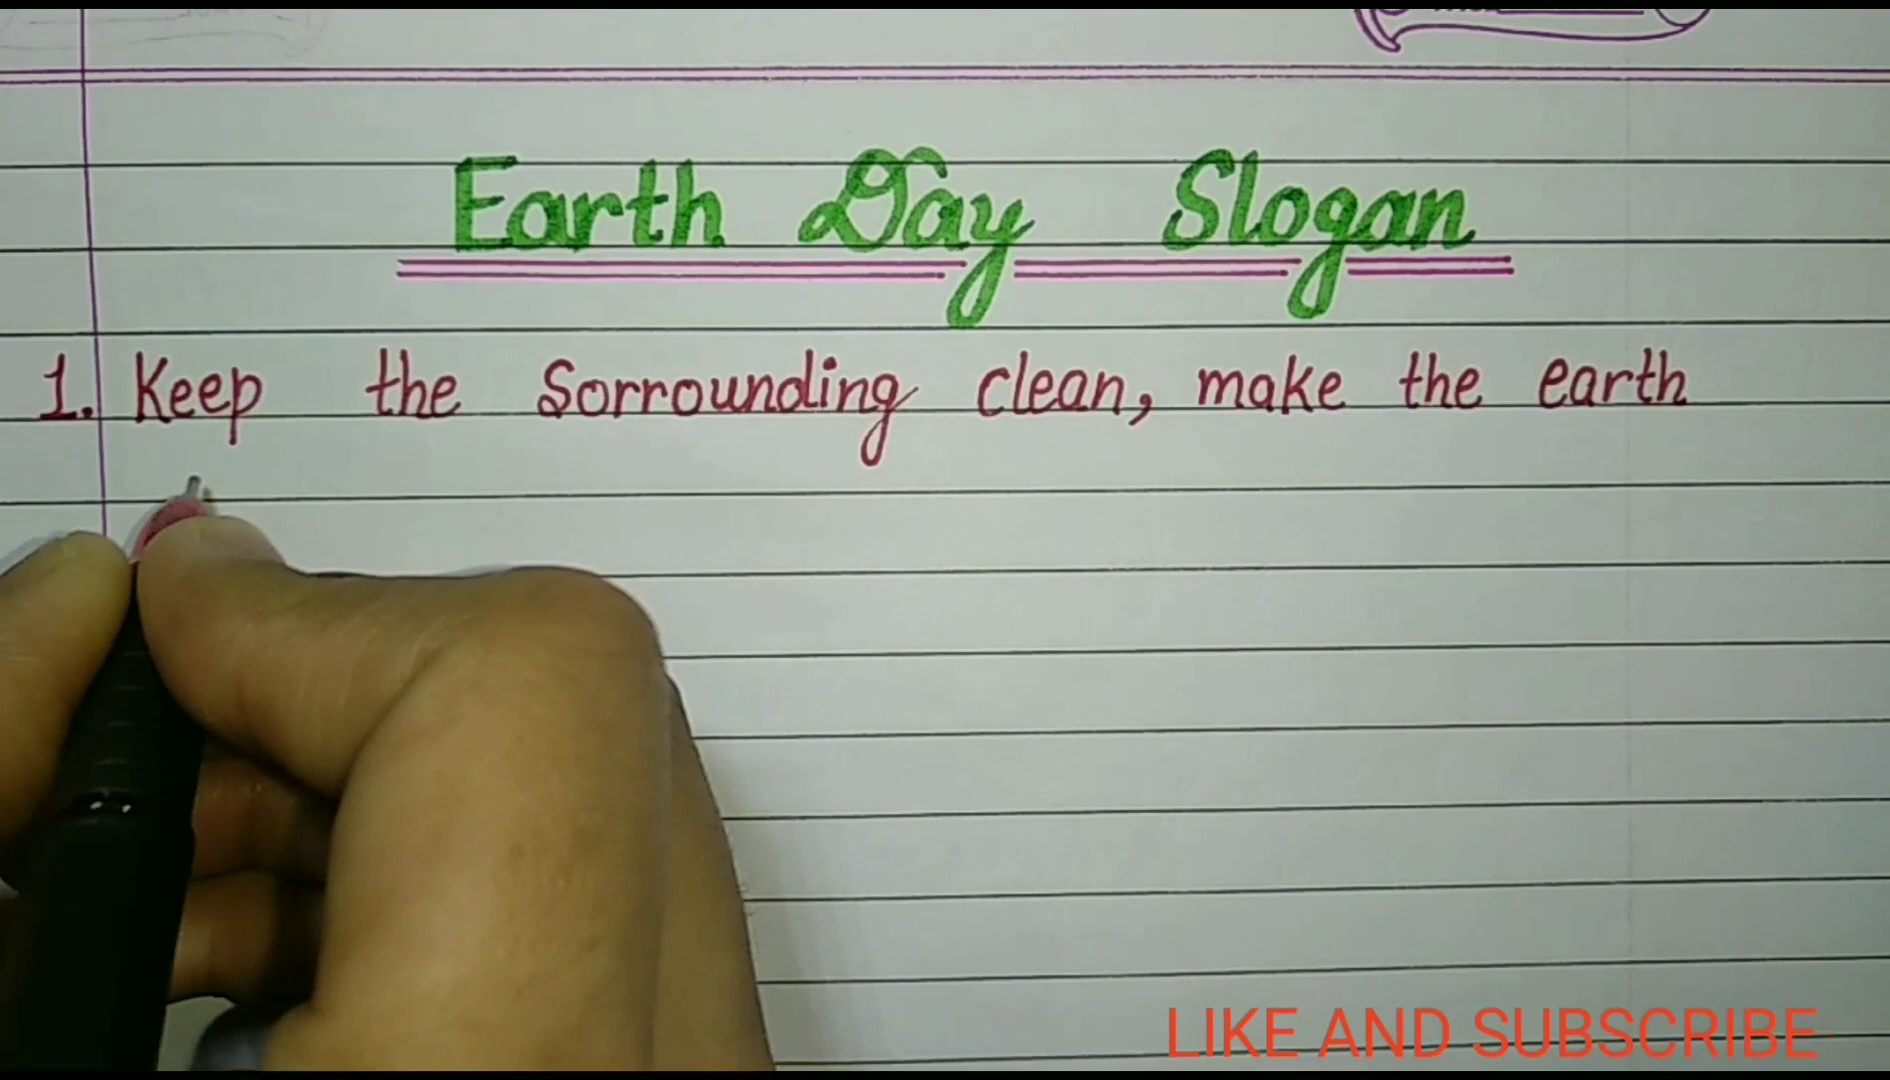 Earth Day Slogan
1. Keep the Sorrounding clean, make the earth
LIKE AND SUBSCRIBE